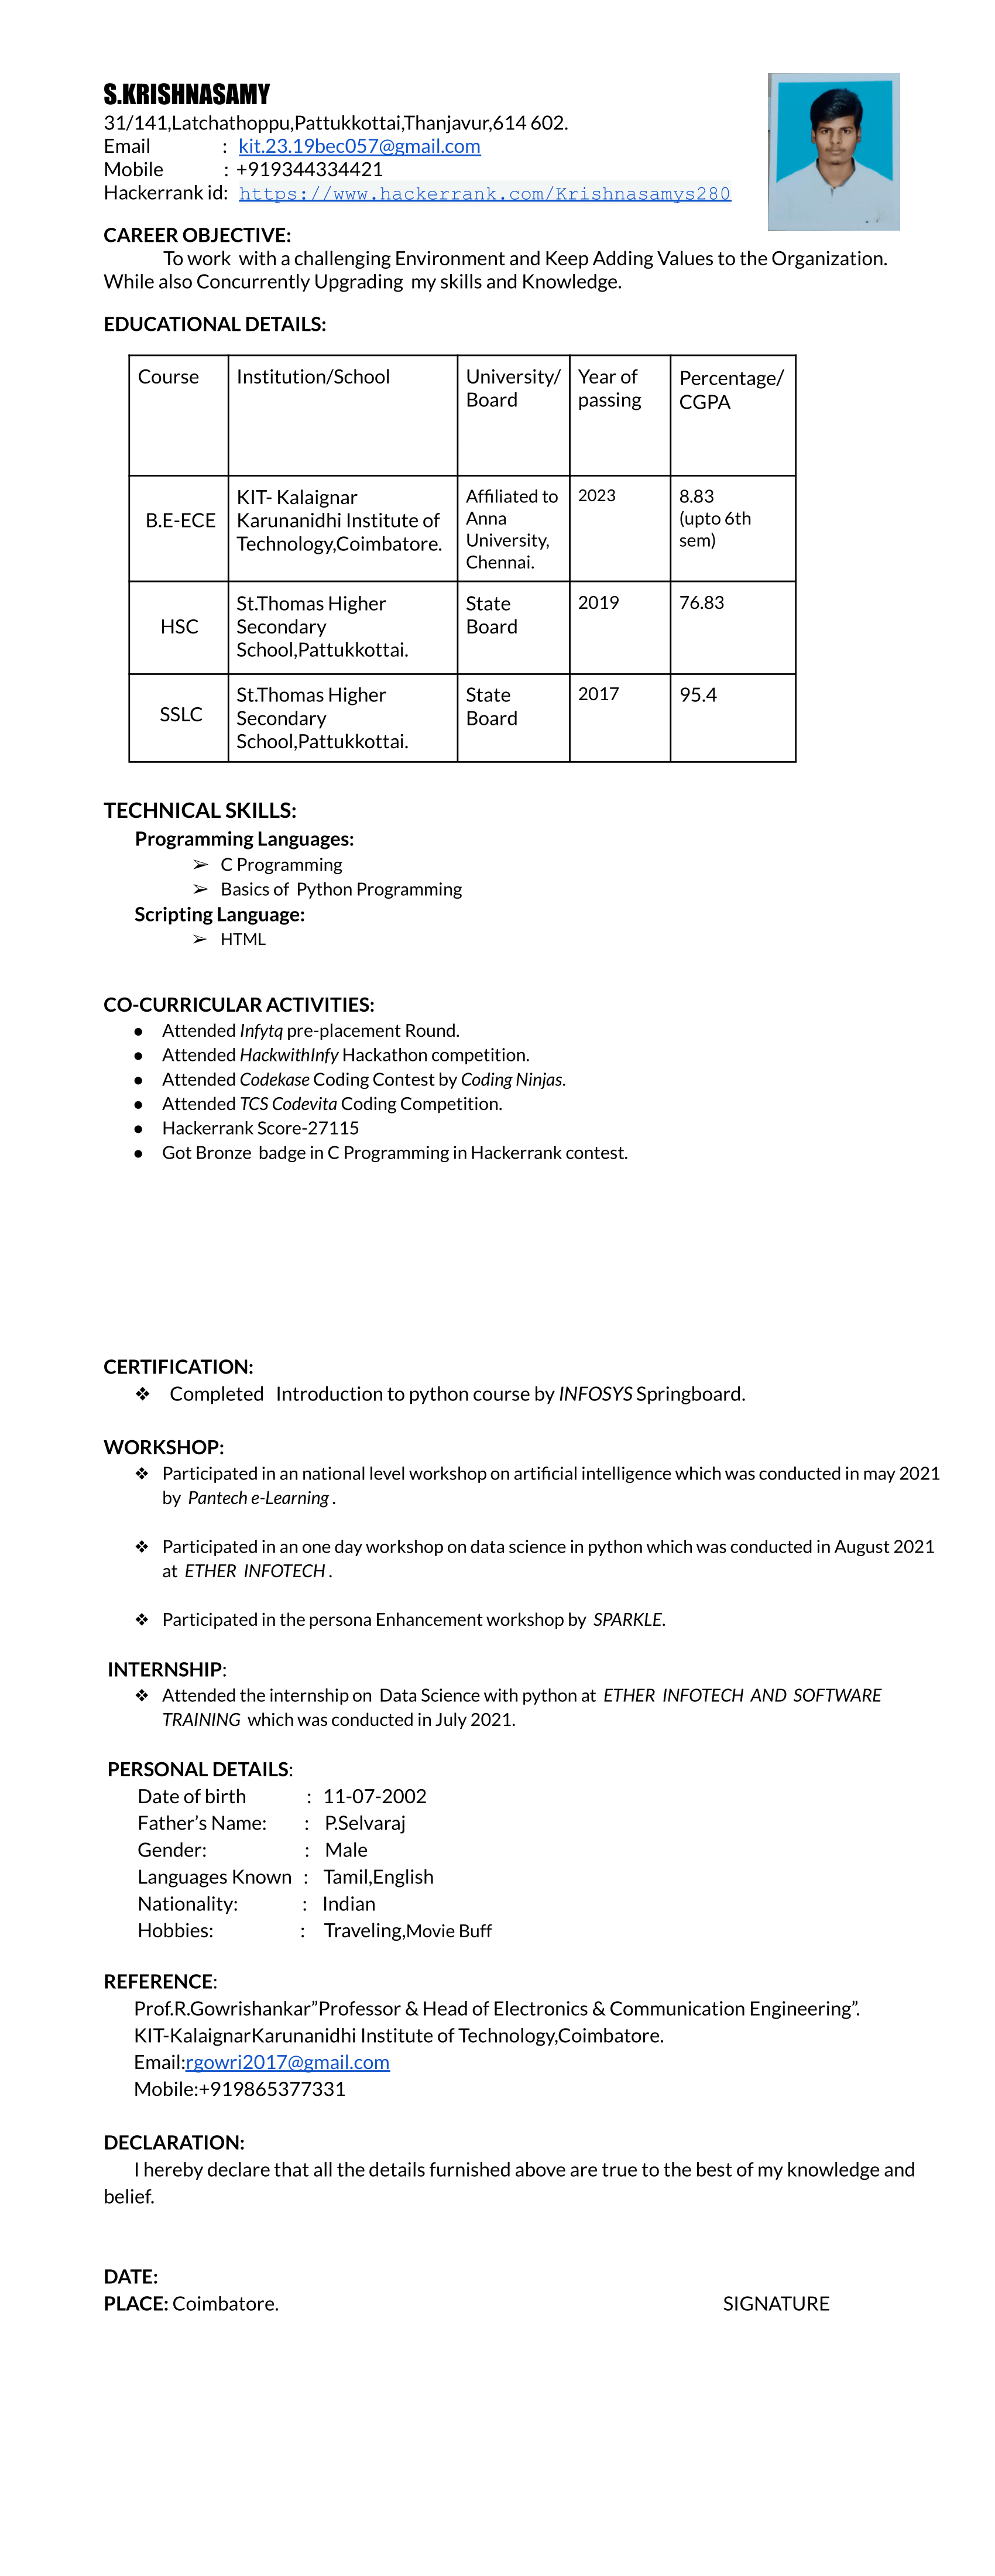 S.KRISHNASAMY
31/141,Latchathoppu,Pattukkottai,Thanjavur,614 602.
Email : kit.23.19bec057@gmail.com
Mobile : +919344334421
Hackerrank id: https://www.hackerrank.com/Krishnasamys280
CAREER OBJECTIVE:
To work with a challenging Environment and Keep Adding Values to the Organization.
While also Concurrently Upgrading my skills and Knowledge.
EDUCATIONAL DETAILS:
Course Institution/School University/ Year of Percentage/
Board passing CGPA
KIT- Kalaignar Affiliated to 2023 8.83
B.E-ECE Karunanidhi Institute of Anna (upto 6th
Technology,Coimbatore. University, sem)
Chennai.
St.Thomas Higher State 2019 76.83
HSC Secondary Board
School,Pattukkottai.
St.Thomas Higher State 2017 95.4
SSLC Secondary Board
School,Pattukkottai.
TECHNICAL SKILLS:
Programming Languages:
➢ C Programming
➢ Basics of Python Programming
Scripting Language:
➢ HTML
CO-CURRICULAR ACTIVITIES:
● Attended Infytq pre-placement Round.
● Attended HackwithInfy Hackathon competition.
● Attended Codekase Coding Contest by Coding Ninjas.
● Attended TCS Codevita Coding Competition.
● Hackerrank Score-27115
● Got Bronze badge in C Programming in Hackerrank contest.
CERTIFICATION:
❖ Completed Introduction to python course by INFOSYS Springboard.
WORKSHOP:
❖ Participated in an national level workshop on artificial intelligence which was conducted in may 2021
by Pantech e-Learning .
❖ Participated in an one day workshop on data science in python which was conducted in August 2021
at ETHER INFOTECH .
❖ Participated in the persona Enhancement workshop by SPARKLE.
INTERNSHIP:
❖ Attended the internship on Data Science with python at ETHER INFOTECH AND SOFTWARE
TRAINING which was conducted in July 2021.
PERSONAL DETAILS:
Date of birth : 11-07-2002
Father’s Name: : P.Selvaraj
Gender: : Male
Languages Known : Tamil,English
Nationality: : Indian
Hobbies: : Traveling,Movie Buff
REFERENCE:
Prof.R.Gowrishankar”Professor & Head of Electronics & Communication Engineering”.
KIT-KalaignarKarunanidhi Institute of Technology,Coimbatore.
Email:rgowri2017@gmail.com
Mobile:+919865377331
DECLARATION:
I hereby declare that all the details furnished above are true to the best of my knowledge and
belief.
DATE:
PLACE: Coimbatore. SIGNATURE